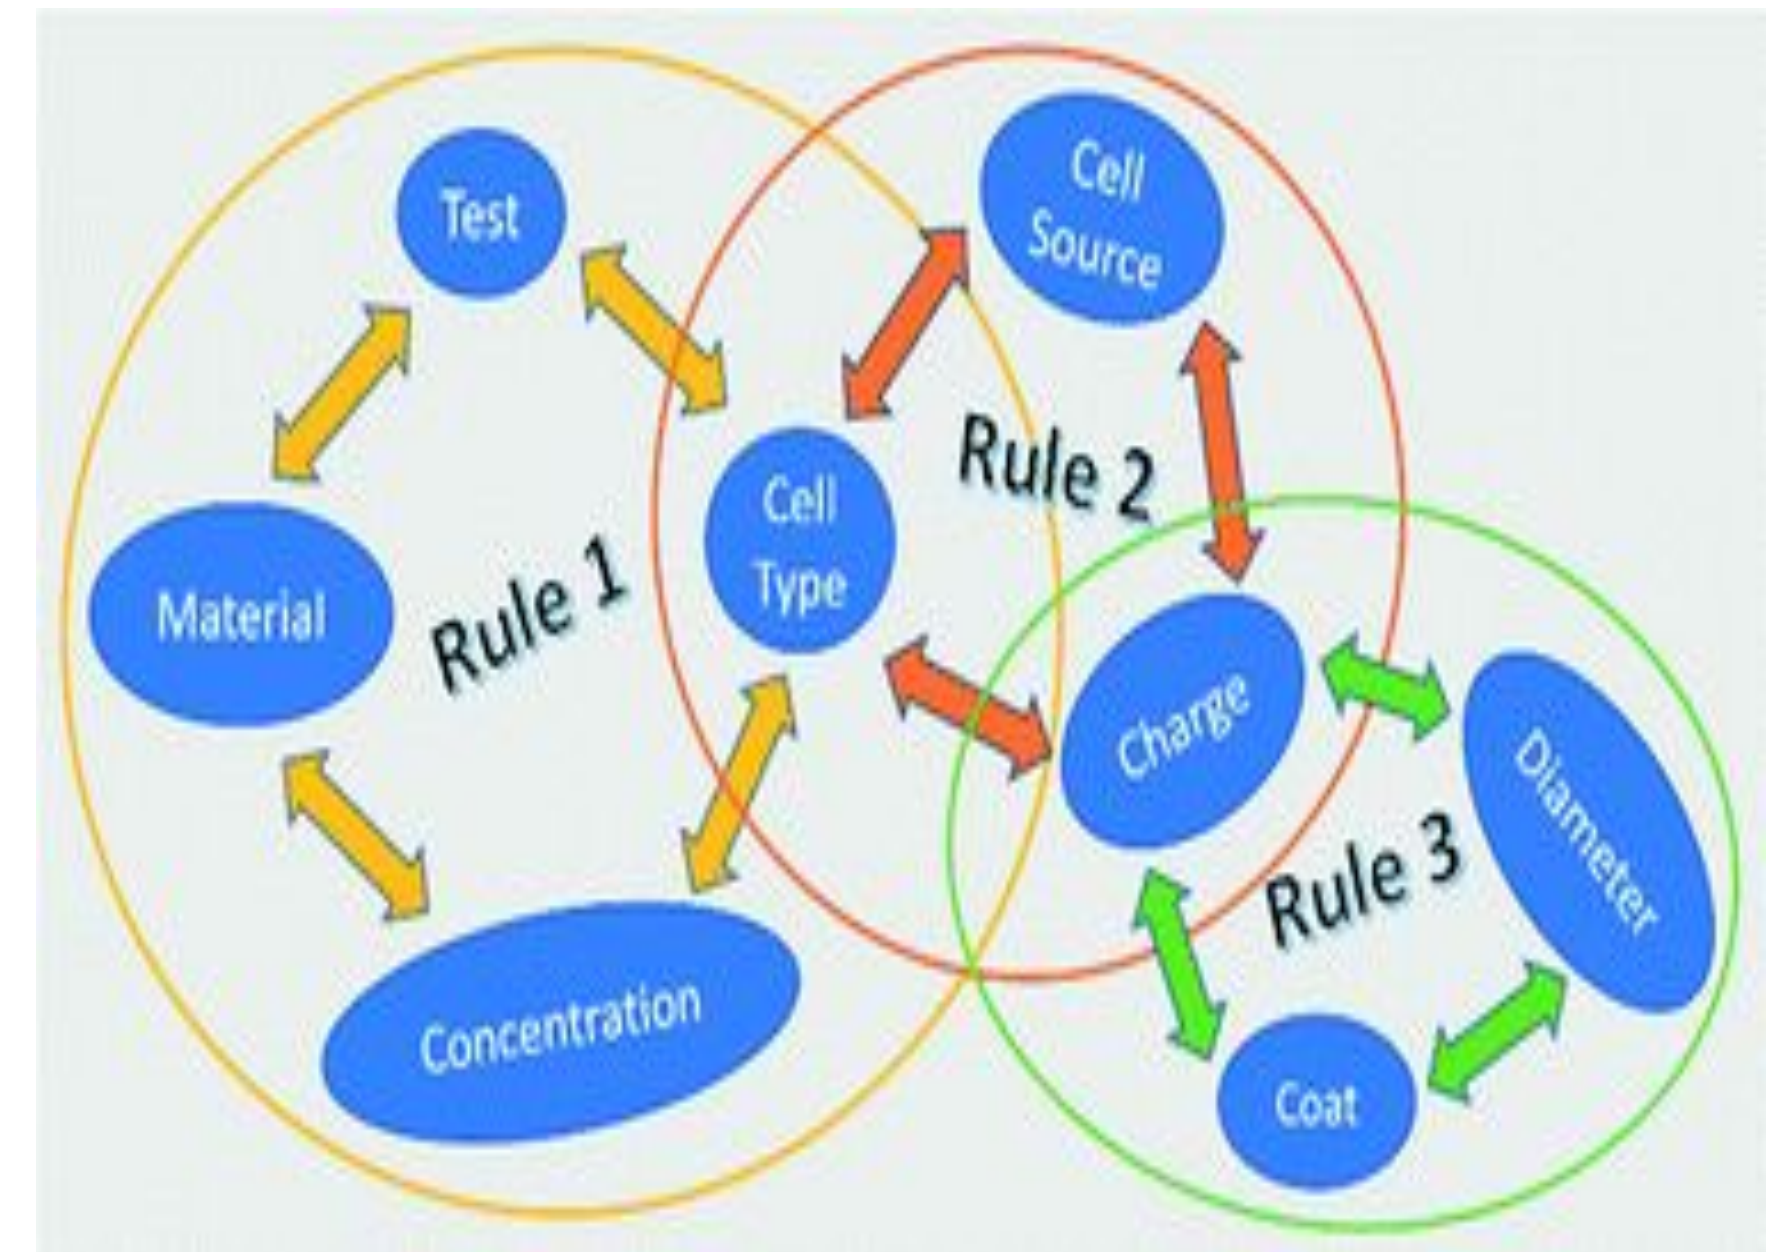 Test
Cell
Source
Rule 2
Cell
Type
Material
Rule 1
Charge
Diameter
Rule 3
Concentration
Coat